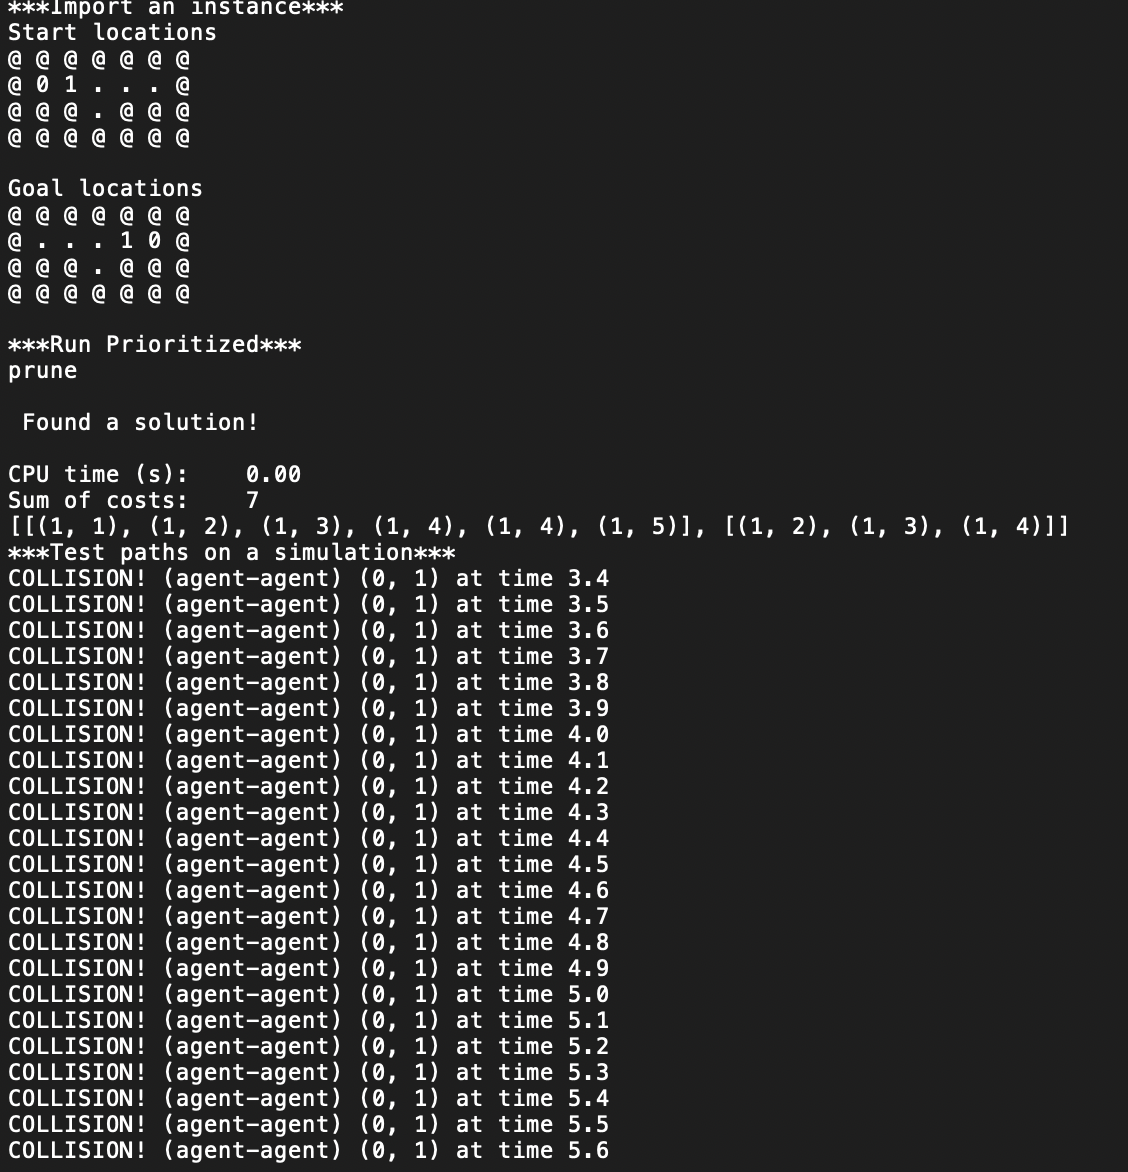 ***Import an instance***
Start locations
@ @ @ @ @ @ @
@ 0 1 . . . @
@ @ @ . @ @ @
@ @ @ @ @ @ @
Goal locations
@ @ @ @ @ @ @
@ . . . 1 0 @
@ @ @ . @ @ @
@ @ @ @ @ @ @
***Run Prioritized***
prune
Found a solution!
CPU time (s):    0.00
Sum of costs:    7
[[(1, 1), (1, 2), (1, 3), (1, 4), (1, 4), (1, 5)], [(1, 2), (1, 3), (1, 4)]]
***Test paths on a simulation***
COLLISION! (agent-agent) (0, 1) at time 3.4
COLLISION! (agent-agent) (0, 1) at time 3.5
COLLISION! (agent-agent) (0, 1) at time 3.6
COLLISION! (agent-agent) (0, 1) at time 3.7
COLLISION! (agent-agent) (0, 1) at time 3.8
COLLISION! (agent-agent) (0, 1) at time 3.9
COLLISION! (agent-agent) (0, 1) at time 4.0
COLLISION! (agent-agent) (0, 1) at time 4.1
COLLISION! (agent-agent) (0, 1) at time 4.2
COLLISION! (agent-agent) (0, 1) at time 4.3
COLLISION! (agent-agent) (0, 1) at time 4.4
COLLISION! (agent-agent) (0, 1) at time 4.5
COLLISION! (agent-agent) (0, 1) at time 4.6
COLLISION! (agent-agent) (0, 1) at time 4.7
COLLISION! (agent-agent) (0, 1) at time 4.8
COLLISION! (agent-agent) (0, 1) at time 4.9
COLLISION! (agent-agent) (0, 1) at time 5.0
COLLISION! (agent-agent) (0, 1) at time 5.1
COLLISION! (agent-agent) (0, 1) at time 5.2
COLLISION! (agent-agent) (0, 1) at time 5.3
COLLISION! (agent-agent) (0, 1) at time 5.4
COLLISION! (agent-agent) (0, 1) at time 5.5
COLLISION! (agent-agent) (0, 1) at time 5.6